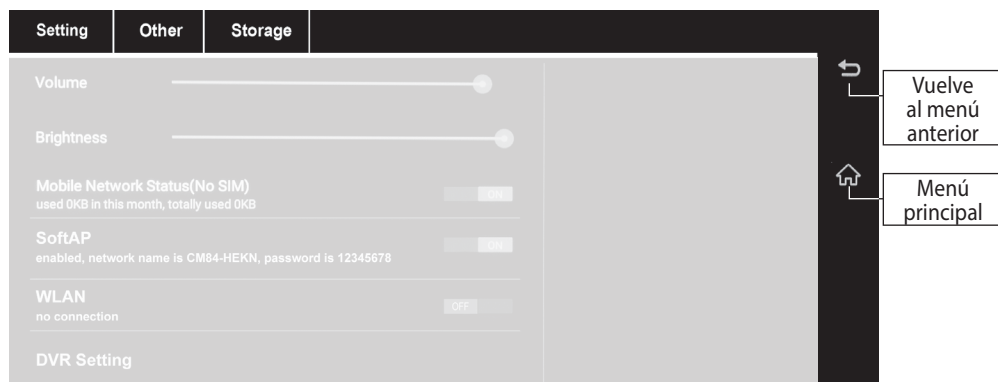 Setting Other Storage
Volume
Brightness
Mobile Network Status(No SIM)
used 0KB in this month, totally used 0KB
ON
SoftAP
enabled, network name is CM84-HEKN, password is 12345678
ON
WLAN
no connection
OFF
DVR Setting
Vuelve
al menú
anterior
Menú
principal